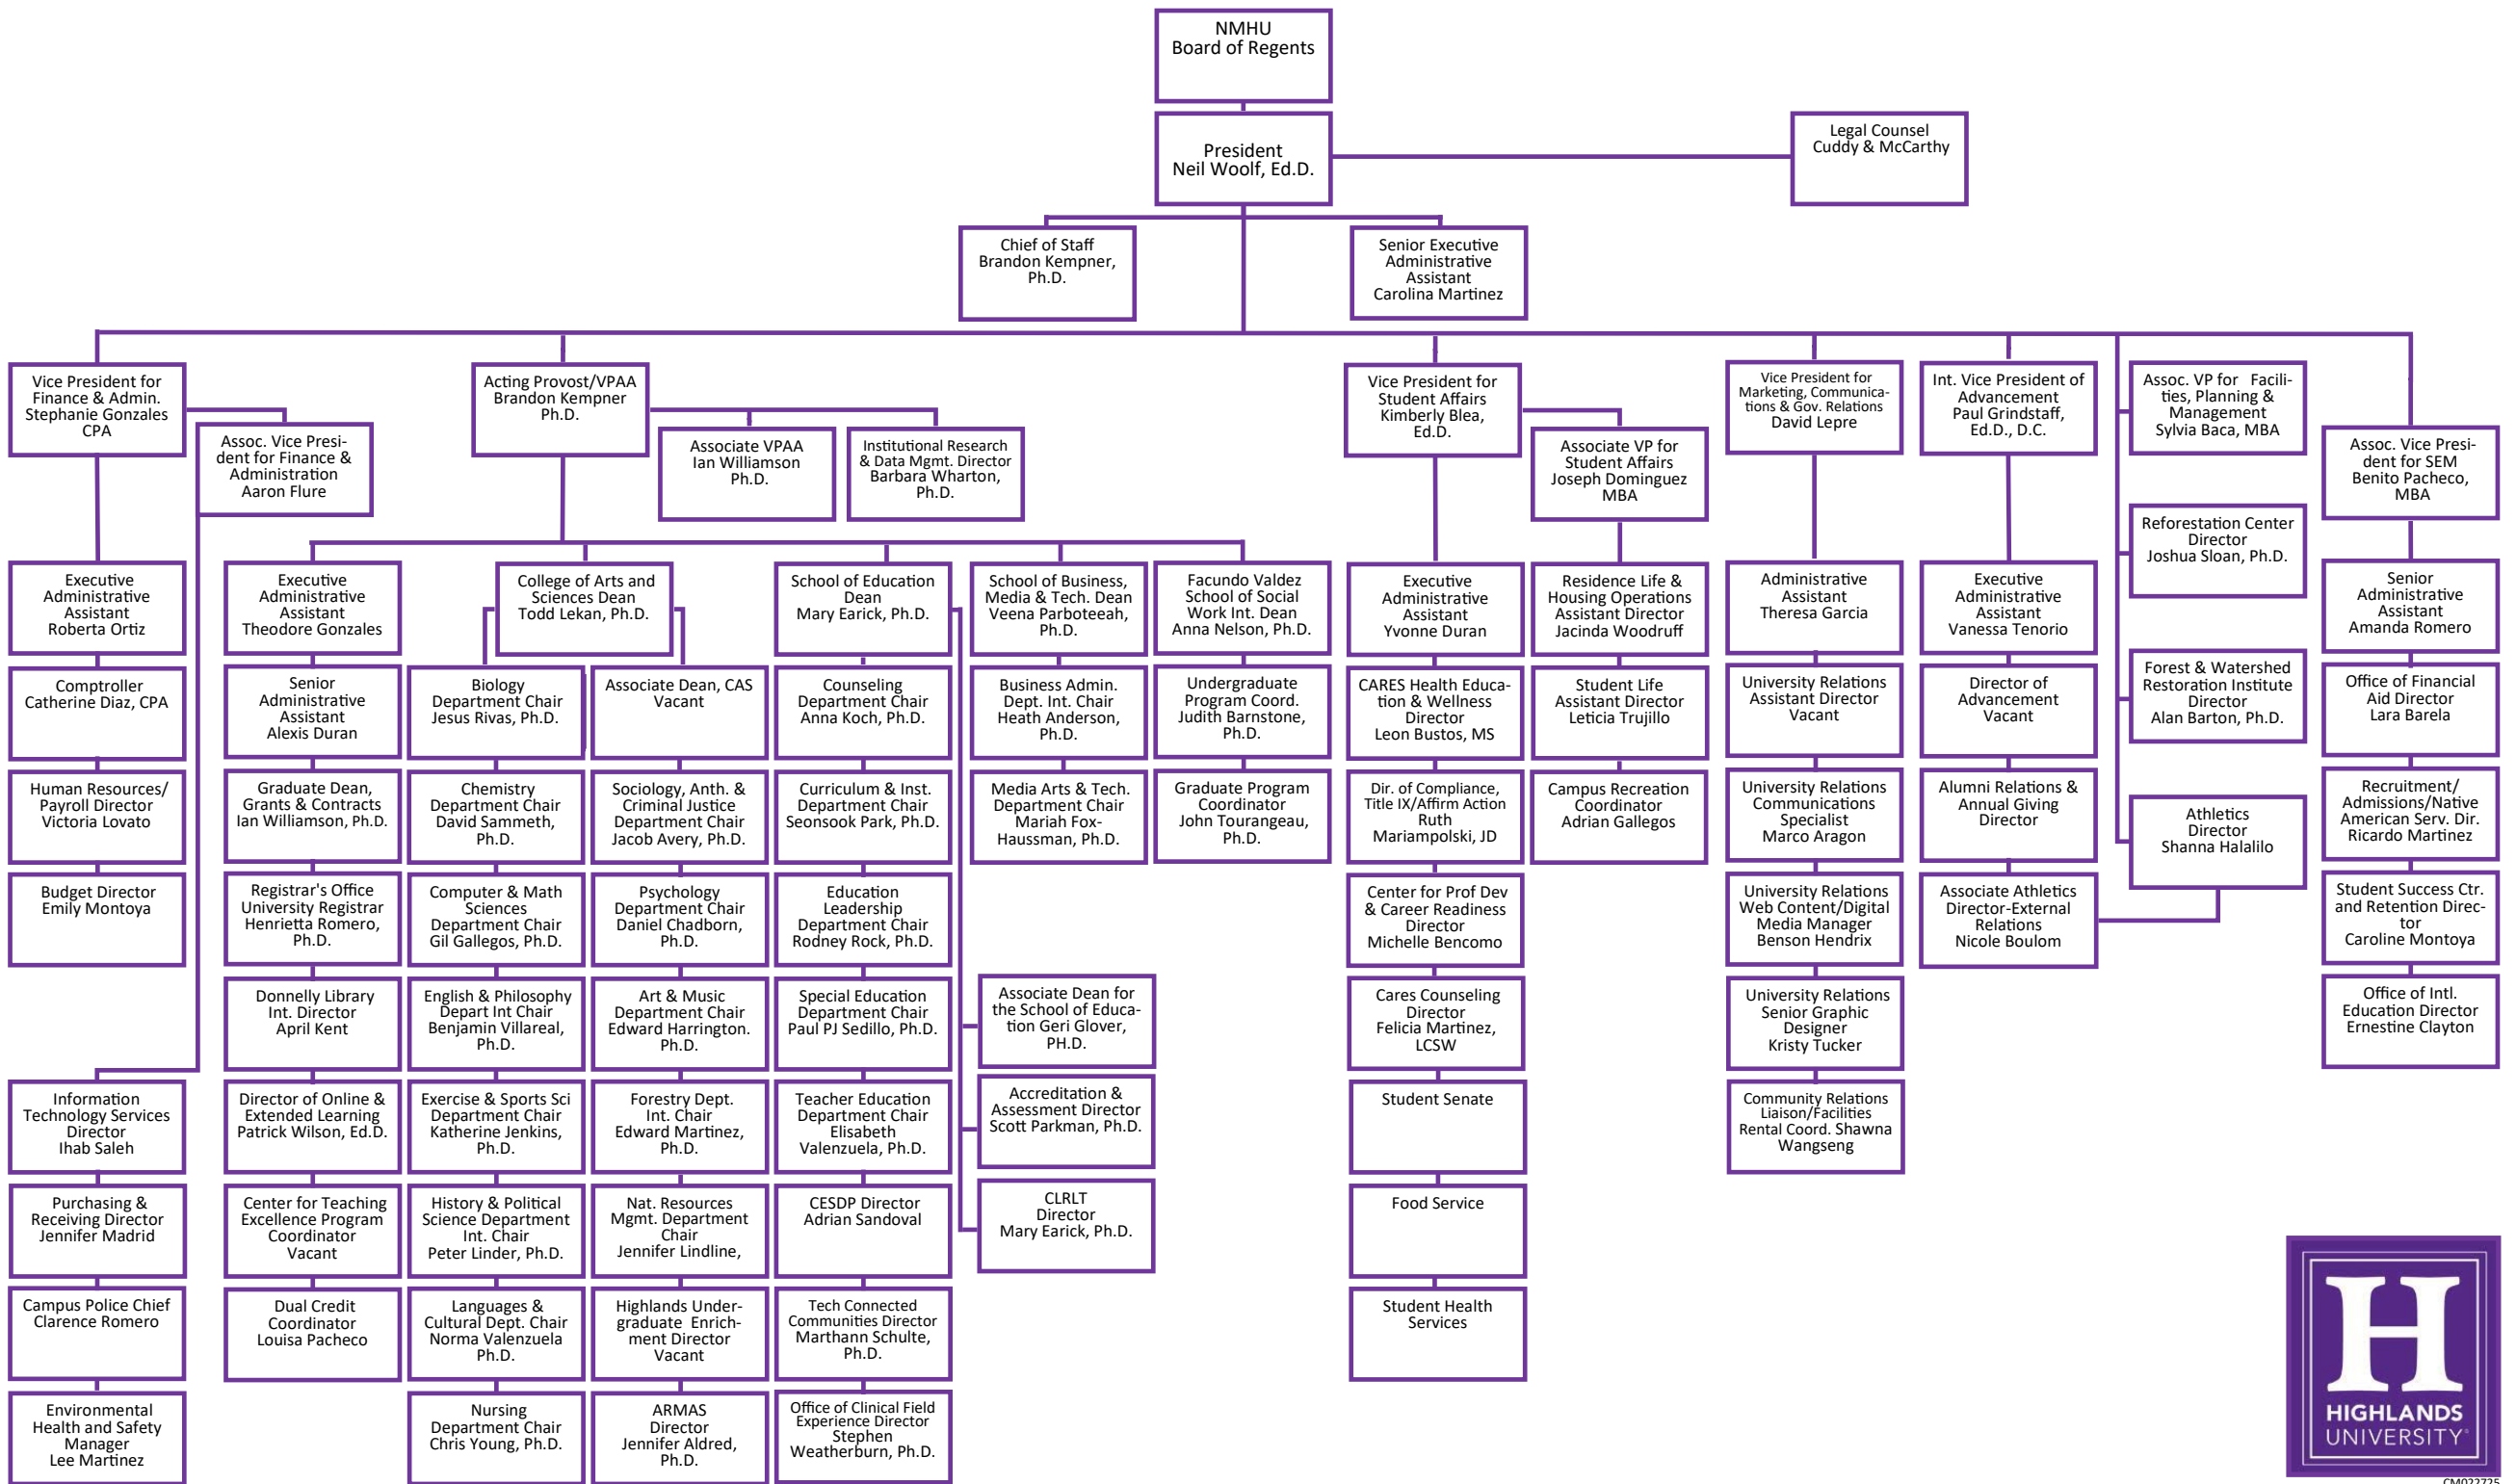 NMHU
Board of Regents
President
Neil Woolf, Ed.D.
Legal Counsel
Cuddy & McCarthy
Chief of Staff
Brandon Kempner,
Ph.D.
Senior Executive
Administrative
Assistant
Carolina Martinez
Vice President for
Finance & Admin.
Stephanie Gonzales
CPA
Assoc. Vice Presi-
dent for Finance &
Administration
Aaron Flure
Acting Provost/VPAA
Brandon Kempner
Ph.D.
Associate VPAA
Ian Williamson
Ph.D.
Institutional Research
& Data Mgmt. Director
Barbara Wharton,
Ph.D.
Vice President for
Student Affairs
Kimberly Blea,
Ed.D.
Associate VP for
Student Affairs
Joseph Dominguez
MBA
Vice President for
Marketing, Communica-
tions & Gov. Relations
David Lepre
Int. Vice President of
Advancement
Paul Grindstaff,
Ed.D., D.C.
Assoc. VP for Facili-
ties, Planning &
Management
Sylvia Baca, MBA
Assoc. Vice Presi-
dent for SEM
Benito Pacheco,
MBA
Reforestation Center
Director
Joshua Sloan, Ph.D.
Forest & Watershed
Restoration Institute
Director
Alan Barton, Ph.D.
Athletics
Director
Shanna Halalilo
Executive
Administrative
Assistant
Roberta Ortiz
Comptroller
Catherine Diaz, CPA
Human Resources/
Payroll Director
Victoria Lovato
Budget Director
Emily Montoya
Information
Technology Services
Director
Ihab Saleh
Purchasing &
Receiving Director
Jennifer Madrid
Campus Police Chief
Clarence Romero
Environmental
Health and Safety
Manager
Lee Martinez
Executive
Administrative
Assistant
Theodore Gonzales
Senior
Administrative
Assistant
Alexis Duran
Graduate Dean,
Grants & Contracts
Ian Williamson, Ph.D.
Registrar's Office
University Registrar
Henrietta Romero,
Ph.D.
Donnelly Library
Int. Director
April Kent
Director of Online &
Extended Learning
Patrick Wilson, Ed.D.
Center for Teaching
Excellence Program
Coordinator
Vacant
Dual Credit
Coordinator
Louisa Pacheco
College of Arts and
Sciences Dean
Todd Lekan, Ph.D.
Biology
Department Chair
Jesus Rivas, Ph.D.
Chemistry
Department Chair
David Sammeth,
Ph.D.
Computer & Math
Sciences
Department Chair
Gil Gallegos, Ph.D.
English & Philosophy
Depart Int Chair
Benjamin Villareal,
Ph.D.
Exercise & Sports Sci
Department Chair
Katherine Jenkins,
Ph.D.
History & Political
Science Department
Int. Chair
Peter Linder, Ph.D.
Languages &
Cultural Dept. Chair
Norma Valenzuela
Ph.D.
Nursing
Department Chair
Chris Young, Ph.D.
Associate Dean, CAS
Vacant
Sociology, Anth. &
Criminal Justice
Department Chair
Jacob Avery, Ph.D.
Psychology
Department Chair
Daniel Chadborn,
Ph.D.
Art & Music
Department Chair
Edward Harrington.
Ph.D.
Forestry Dept.
Int. Chair
Edward Martinez,
Ph.D.
Nat. Resources
Mgmt. Department
Chair
Jennifer Lindline,
Highlands Under-
graduate Enrich-
ment Director
Vacant
ARMAS
Director
Jennifer Aldred,
Ph.D.
School of Education
Dean
Mary Earick, Ph.D.
Counseling
Department Chair
Anna Koch, Ph.D.
Curriculum & Inst.
Department Chair
Seonsook Park, Ph.D.
Education
Leadership
Department Chair
Rodney Rock, Ph.D.
Special Education
Department Chair
Paul PJ Sedillo, Ph.D.
Teacher Education
Department Chair
Elisabeth
Valenzuela, Ph.D.
CESDP Director
Adrian Sandoval
Tech Connected
Communities Director
Marthann Schulte,
Ph.D.
Office of Clinical Field
Experience Director
Stephen
Weatherburn, Ph.D.
Associate Dean for
the School of Educa-
tion Geri Glover,
PH.D.
Accreditation &
Assessment Director
Scott Parkman, Ph.D.
CLRLT
Director
Mary Earick, Ph.D.
School of Business,
Media & Tech. Dean
Veena Parboteeah,
Ph.D.
Business Admin.
Dept. Int. Chair
Heath Anderson,
Ph.D.
Media Arts & Tech.
Department Chair
Mariah Fox-
Haussman, Ph.D.
Facundo Valdez
School of Social
Work Int. Dean
Anna Nelson, Ph.D.
Undergraduate
Program Coord.
Judith Barnstone,
Ph.D.
Graduate Program
Coordinator
John Tourangeau,
Ph.D.
Executive
Administrative
Assistant
Yvonne Duran
CARES Health Educa-
tion & Wellness
Director
Leon Bustos, MS
Dir. of Compliance,
Title IX/Affirm Action
Ruth
Mariampolski, JD
Center for Prof Dev
& Career Readiness
Director
Michelle Bencomo
Cares Counseling
Director
Felicia Martinez,
LCSW
Student Senate
Food Service
Student Health
Services
Residence Life &
Housing Operations
Assistant Director
Jacinda Woodruff
Student Life
Assistant Director
Leticia Trujillo
Campus Recreation
Coordinator
Adrian Gallegos
Administrative
Assistant
Theresa Garcia
University Relations
Assistant Director
Vacant
University Relations
Communications
Specialist
Marco Aragon
University Relations
Web Content/Digital
Media Manager
Benson Hendrix
University Relations
Senior Graphic
Designer
Kristy Tucker
Community Relations
Liaison/Facilities
Rental Coord. Shawna
Wangseng
Executive
Administrative
Assistant
Vanessa Tenorio
Director of
Advancement
Vacant
Alumni Relations &
Annual Giving
Director
Associate Athletics
Director-External
Relations
Nicole Boulom
Senior
Administrative
Assistant
Amanda Romero
Office of Financial
Aid Director
Lara Barela
Recruitment/
Admissions/Native
American Serv. Dir.
Ricardo Martinez
Student Success Ctr.
and Retention Direc-
tor
Caroline Montoya
Office of Intl.
Education Director
Ernestine Clayton
H
HIGHLANDS
UNIVERSITY
CM022725